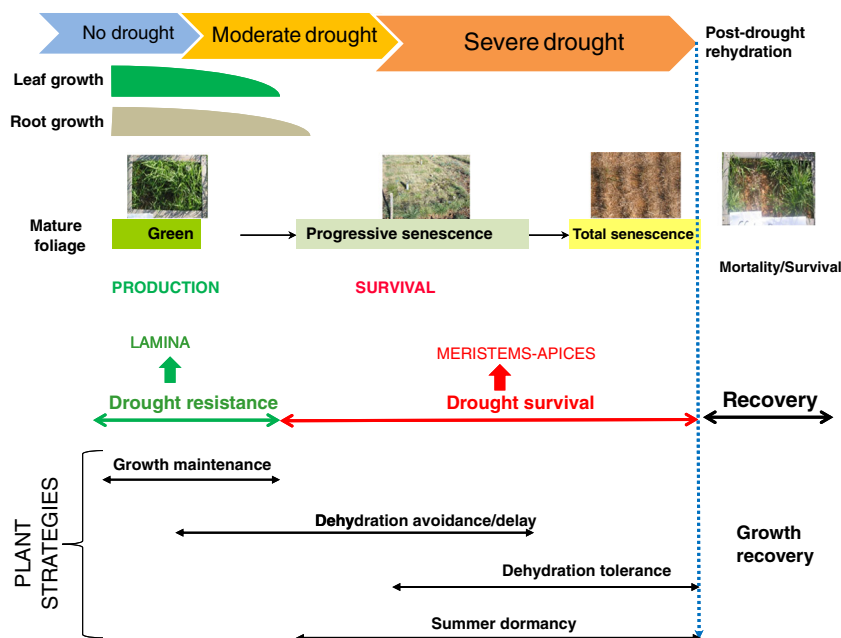 No drought
Moderate drought
Severe drought
Post-drought
rehydration
Leaf growth
Root growth
Mature
foliage
Green
Progressive senescence
Total senescence
Mortality/Survival
PRODUCTION
SURVIVAL
LAMINA
MERISTEMS-APICES
Drought resistance
Drought survival
Recovery
PLANT
STRATEGIES
Growth maintenance
Dehydration avoidance/delay
Growth
recovery
Dehydration tolerance
Summer dormancy